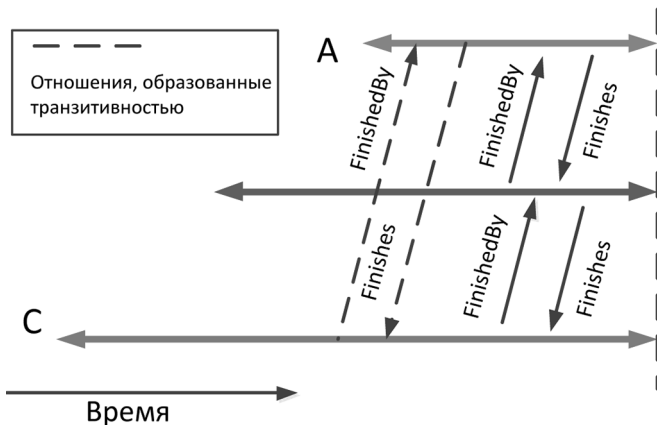 Отношения, образованные
транзитивностью
A
FinishedBy
FinishedBy
Finishes
Finishes
FinishedBy
Finishes
C
Время